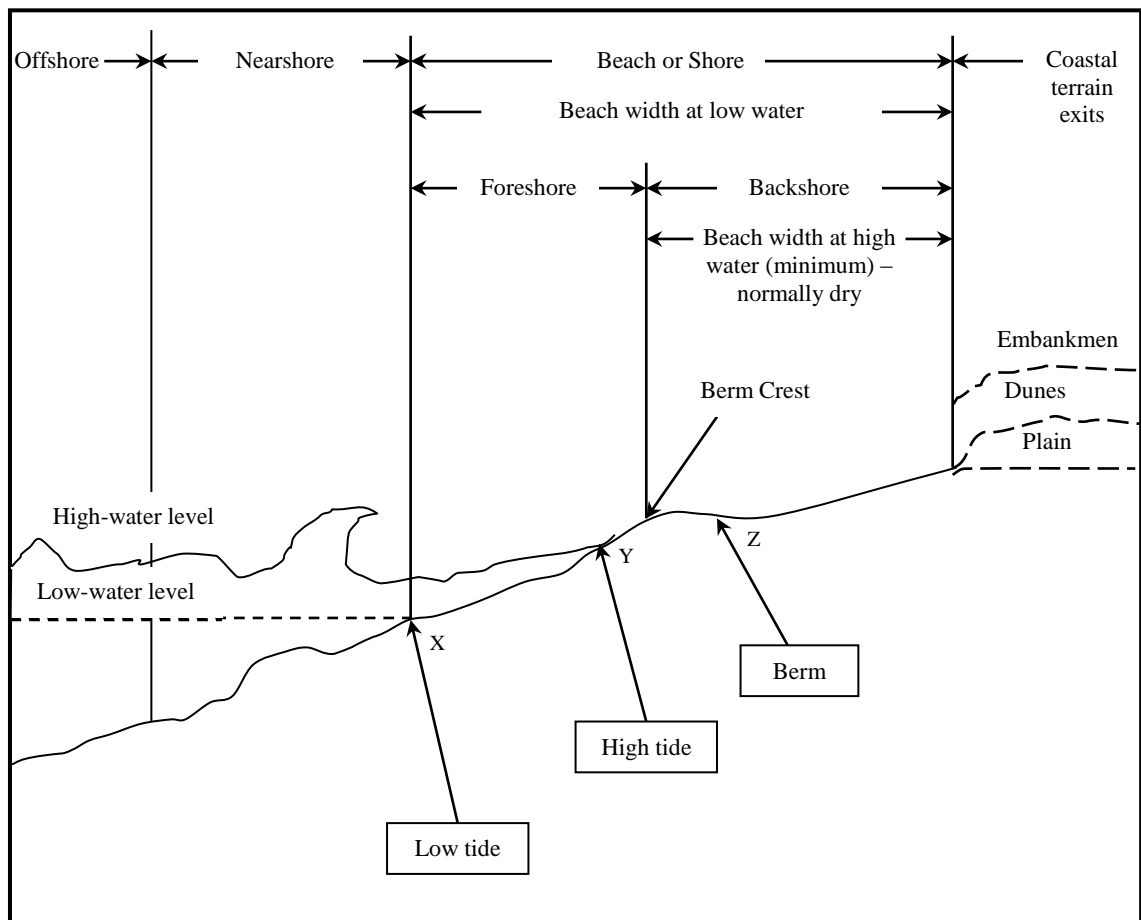 Offshore
Nearshore
Beach or Shore
Coastal
terrain
exits
Beach width at low water
Foreshore
Backshore
Beach width at high
water (minimum) –
normally dry
Embankmen
Berm Crest
Dunes
Plain
High-water level
Z
Y
Low-water level
X
Berm
High tide
Low tide